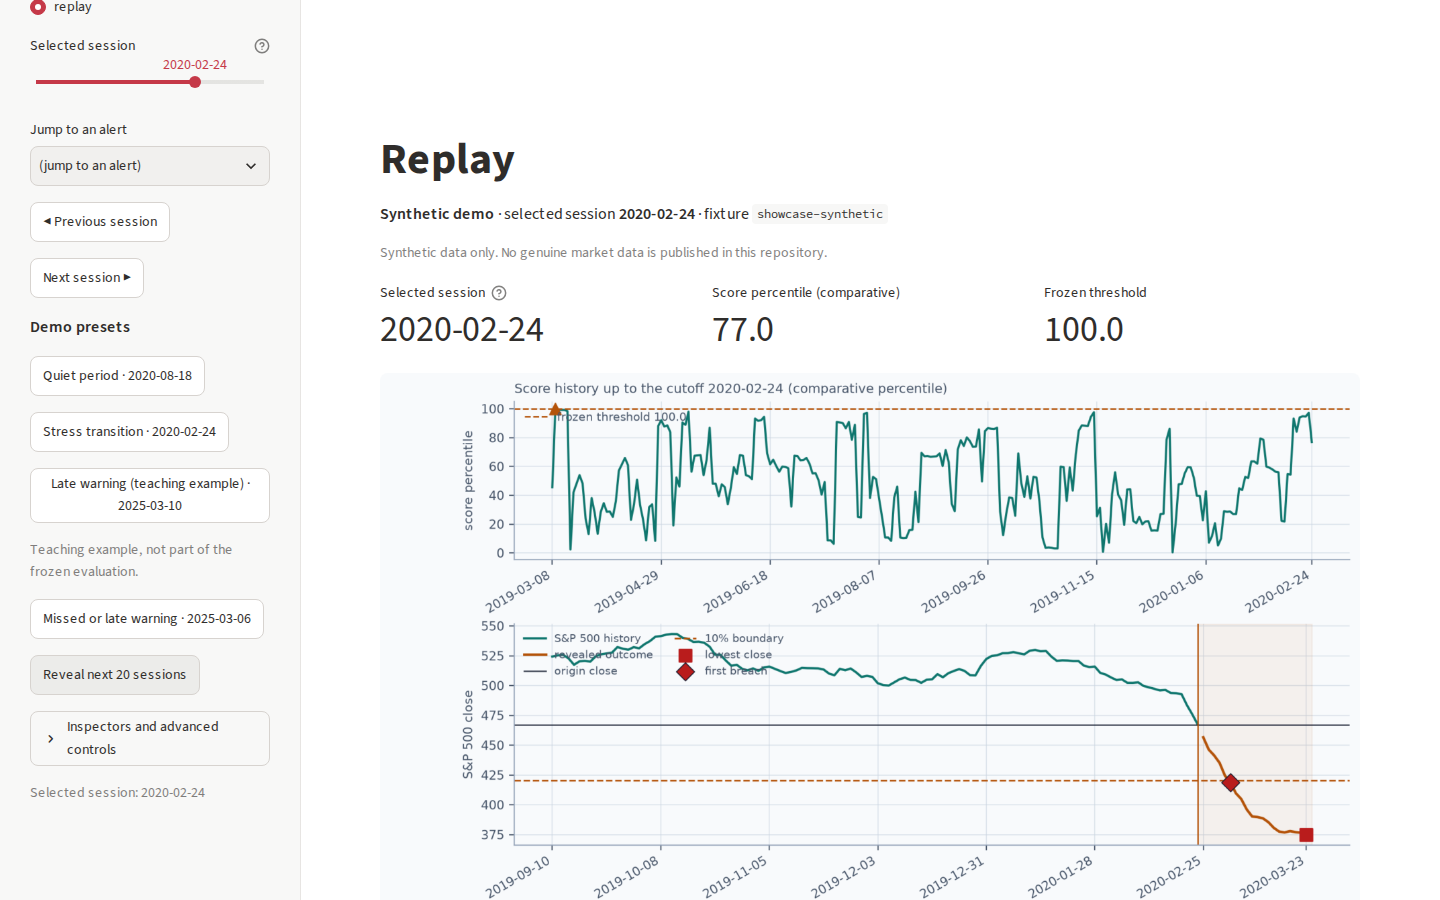 replay
Selected session
2020-02-24
Jump to an alert
(jump to an alert)
◀ Previous session
Next session ▶
Demo presets
Quiet period · 2020-08-18
Stress transition · 2020-02-24
Late warning (teaching example) ·
2025-03-10
Teaching example, not part of the
frozen evaluation.
Missed or late warning · 2025-03-06
Reveal next 20 sessions
Inspectors and advanced
controls
Selected session: 2020-02-24
Replay
Synthetic demo · selected session 2020-02-24 · fixture showcase-synthetic
Synthetic data only. No genuine market data is published in this repository.
Selected session
2020-02-24
Score percentile (comparative)
77.0
Frozen threshold
100.0
Score history up to the cutoff 2020-02-24 (comparative percentile)
frozen threshold 100.0
score percentile
100
80
60
40
20
0
2019-03-08
2019-04-29
2019-06-18
2019-08-07
2019-09-26
2019-11-15
2020-01-06
2020-02-24
S&P 500 close
550
525
500
475
450
425
400
375
S&P 500 history
revealed outcome
origin close
10% boundary
lowest close
first breach
2019-09-10
2019-10-08
2019-11-05
2019-12-03
2019-12-31
2020-01-28
2020-02-25
2020-03-23